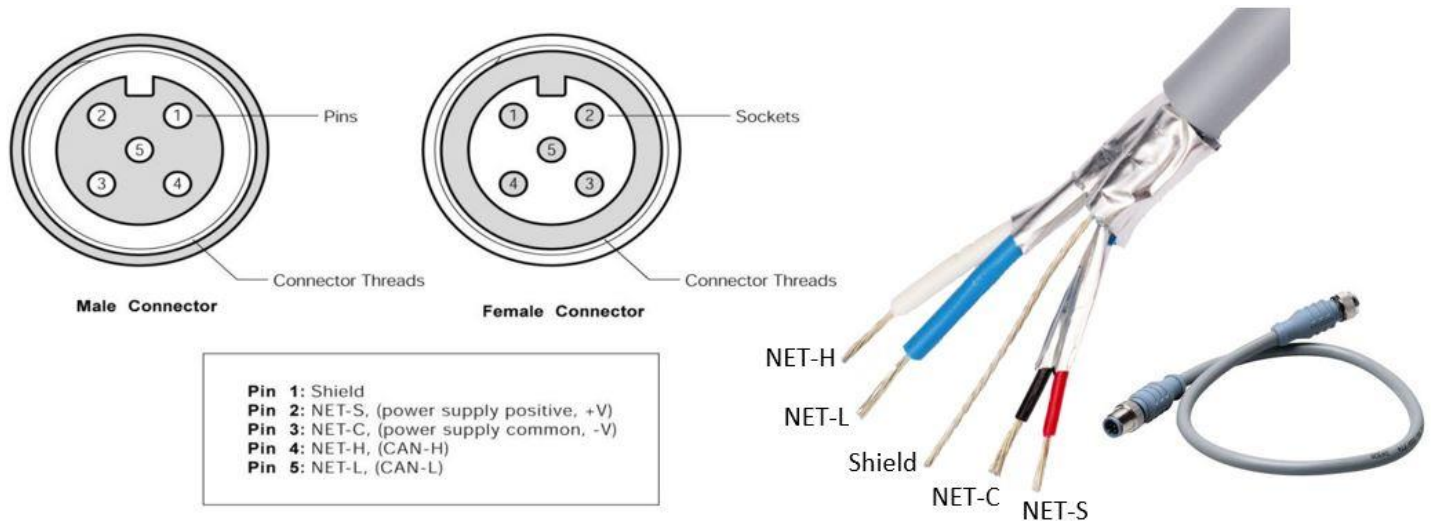 2
1
5
3
4
Pins
Connector Threads
Male Connector
1
2
5
4
3
Sockets
Connector Threads
Female Connector
Pin 1: Shield
Pin 2: NET-S, (power supply positive, +V)
Pin 3: NET-C, (power supply common, -V)
Pin 4: NET-H, (CAN-H)
Pin 5: NET-L, (CAN-L)
NET-H
NET-L
Shield
NET-C
NET-S